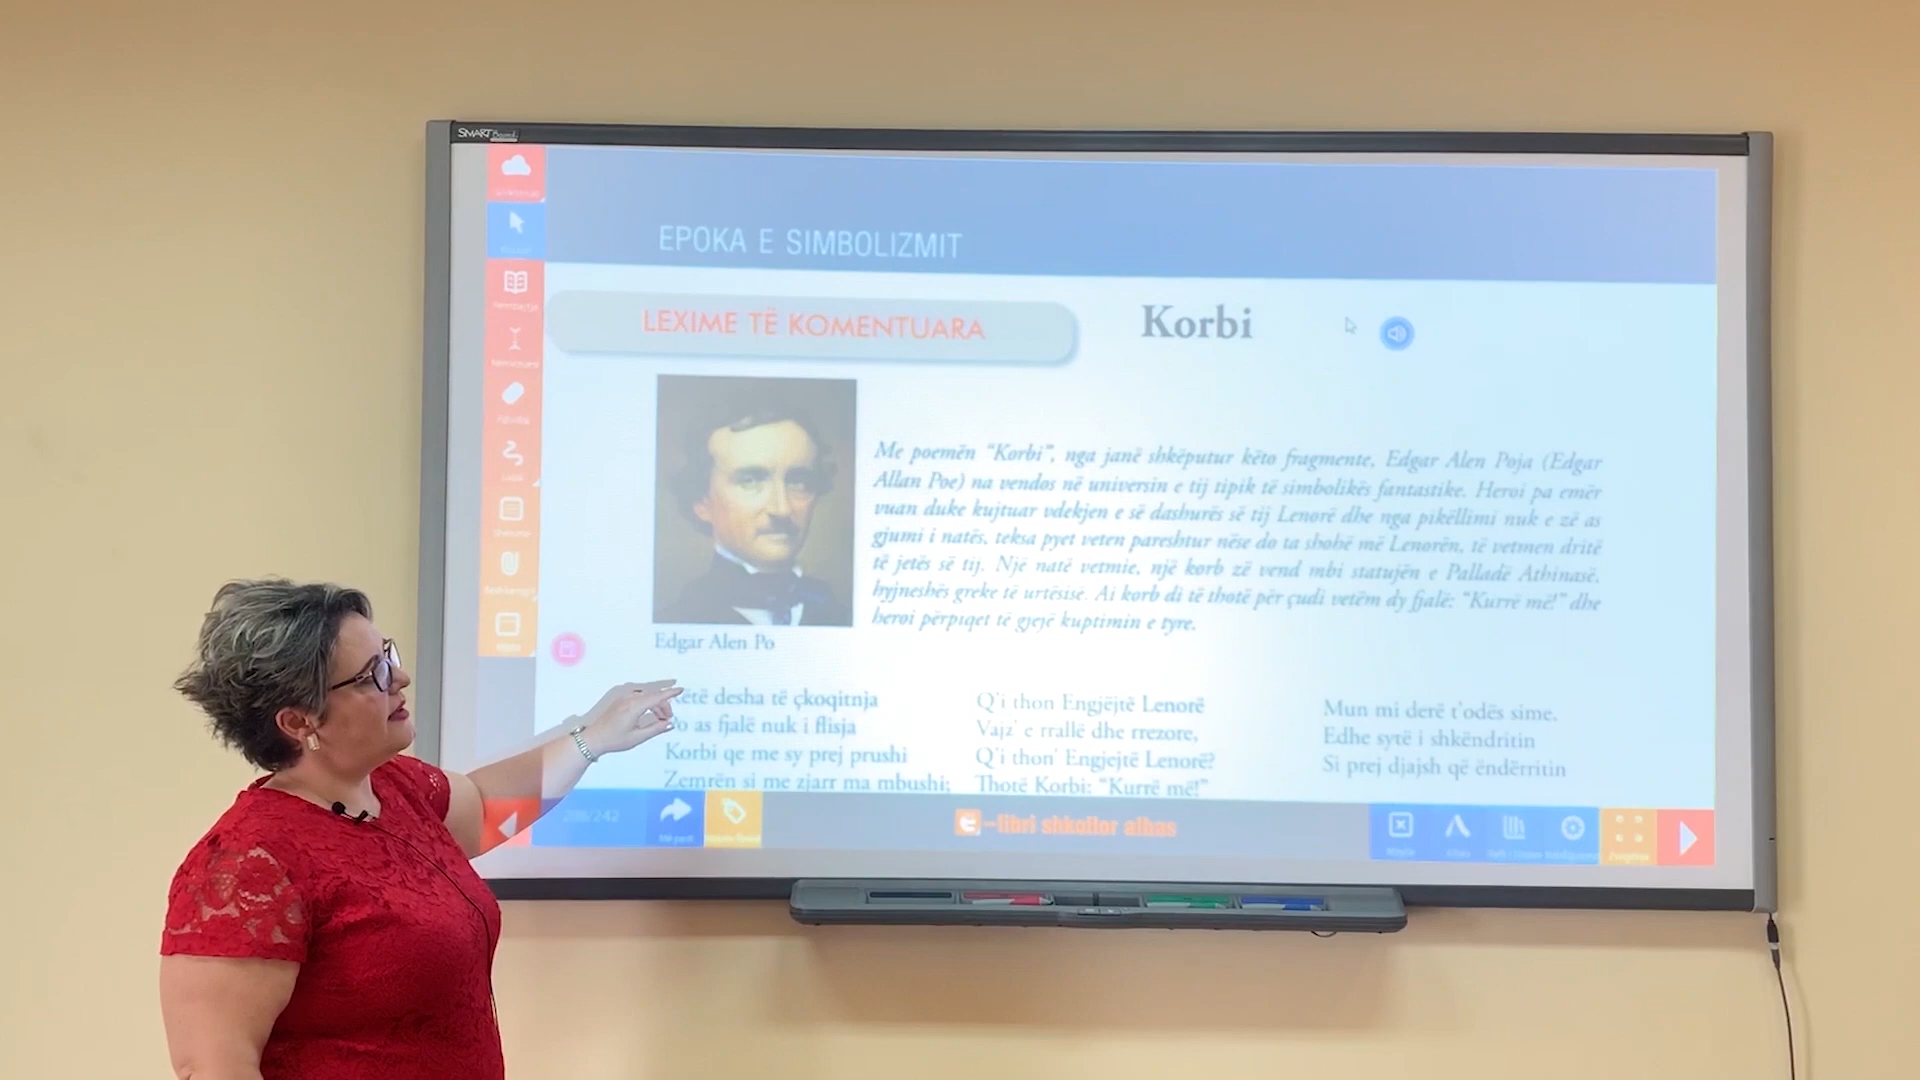 SMART Board
EPOKA E SIMBOLIZMIT
LEXIME TË KOMENTUARA
Korbi
Me poemën “Korbi”, nga janë shkëputur këto fragmente, Edgar Alen Poja (Edgar
Allan Poe) na vendos në universin e tij tipik të simbolikës fantastike. Heroi pa emër
vuan duke kujtuar vdekjen e së dashurës së tij Lenorë dhe nga pikëllimi nuk e zë as
gjumi i natës, teksa pyet veten pareshtur nëse do ta shohë më Lenorën, të vetmen dritë
të jetës së tij. Një natë vetmie, një korb zë vend mbi statujën e Palladë Athinasë,
hyjneshës greke të urtësisë. Ai korb di të thotë për çudi vetëm dy fjalë: “Kurrë më!” dhe
heroi përpiqet të gjejë kuptimin e tyre.
Edgar Alen Po
desha të çkoqitnja
as fjalë nuk i flisja
Korbi qe me sy prej prushi
Zemrën si me zjarr ma mbushi;
Q’i thon Engjëjtë Lenorë
Vajz’ e rrallë dhe rrezore,
Q’i thon’ Engjejtë Lenorë?
Thotë Korbi: “Kurrë më!”
Mun mi derë t’odës sime.
Edhe sytë i shkëndritin
Si prej djajsh që ëndërritin
208/242
-libri shkollor albas